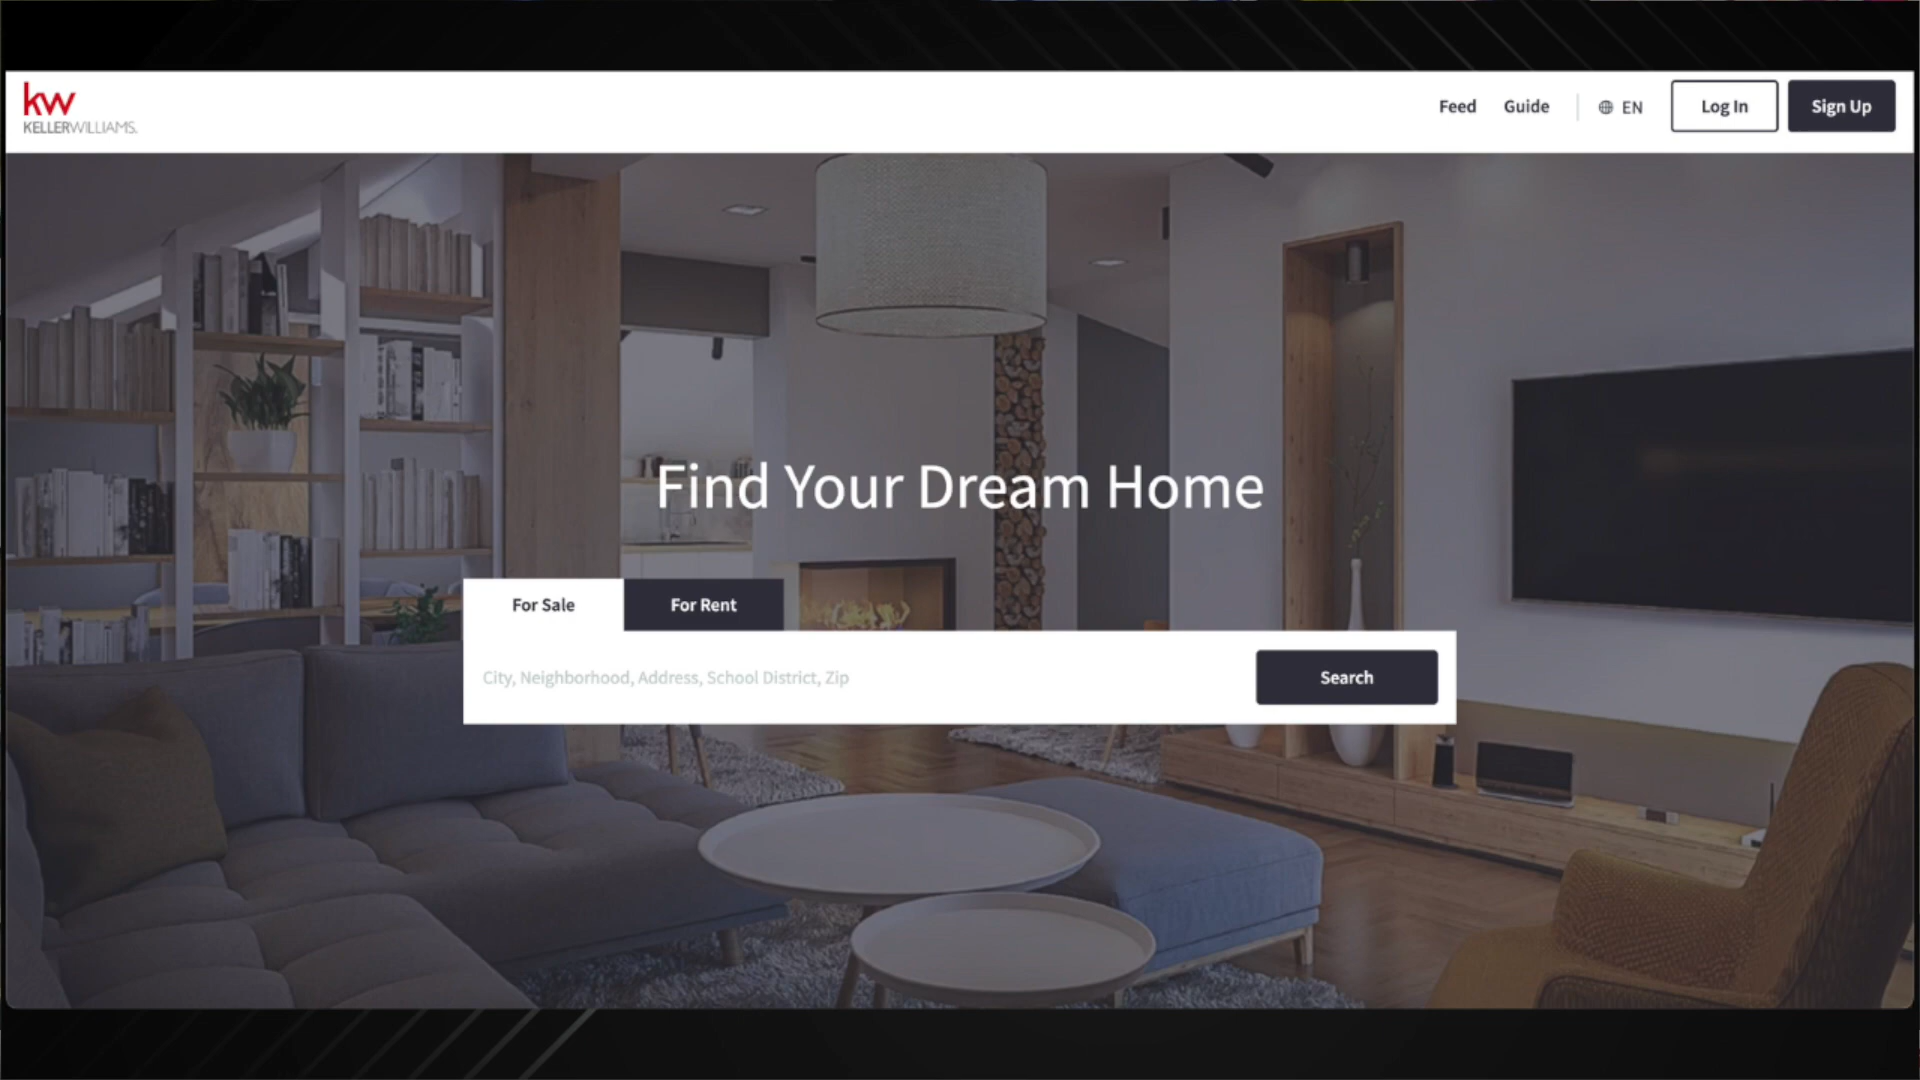 kw
KELLERWILLIAMS.
Feed
Guide
EN
Log In
Sign Up
Find Your Dream Home
For Sale
For Rent
City, Neighborhood, Address, School District, Zip
Search